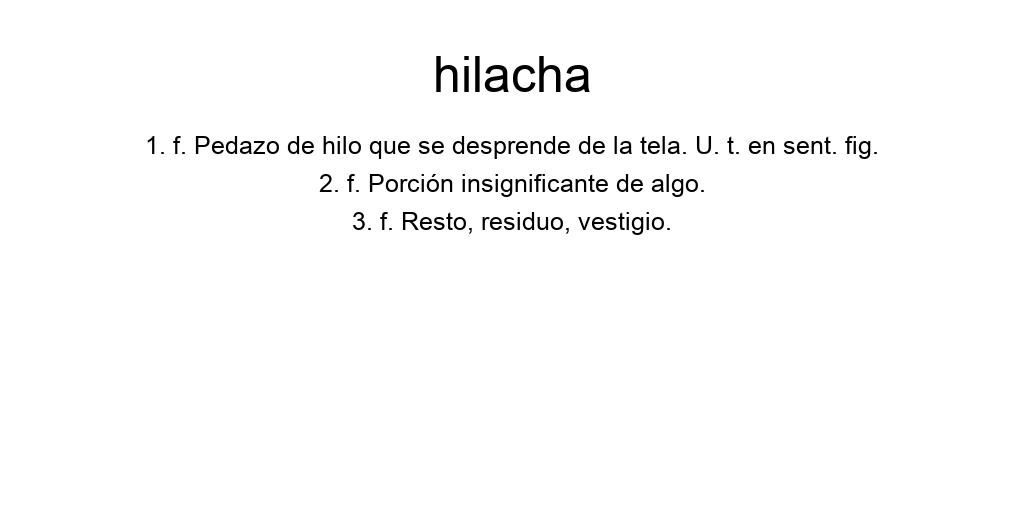 hilacha
1. f. Pedazo de hilo que se desprende de la tela. U. t. en sent. fig.
2. f. Porción insignificante de algo.
3. f. Resto, residuo, vestigio.